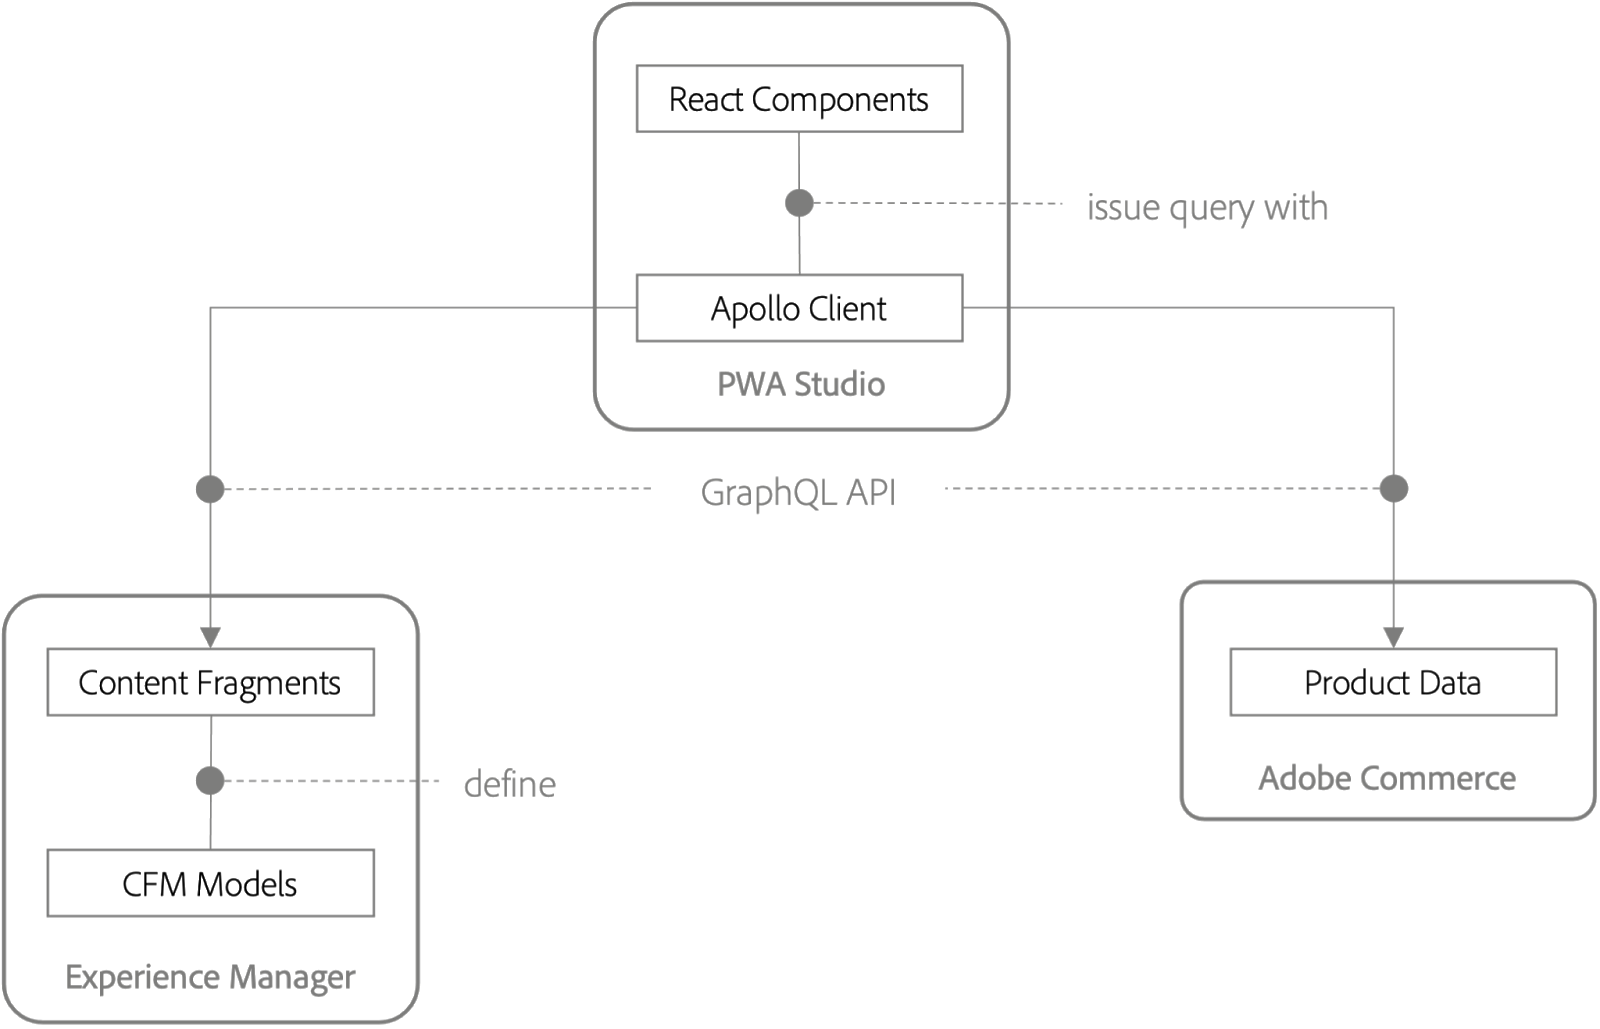 React Components
issue query with
Apollo Client
PWA Studio
GraphQL API
Content Fragments
define
CFM Models
Experience Manager
Product Data
Adobe Commerce